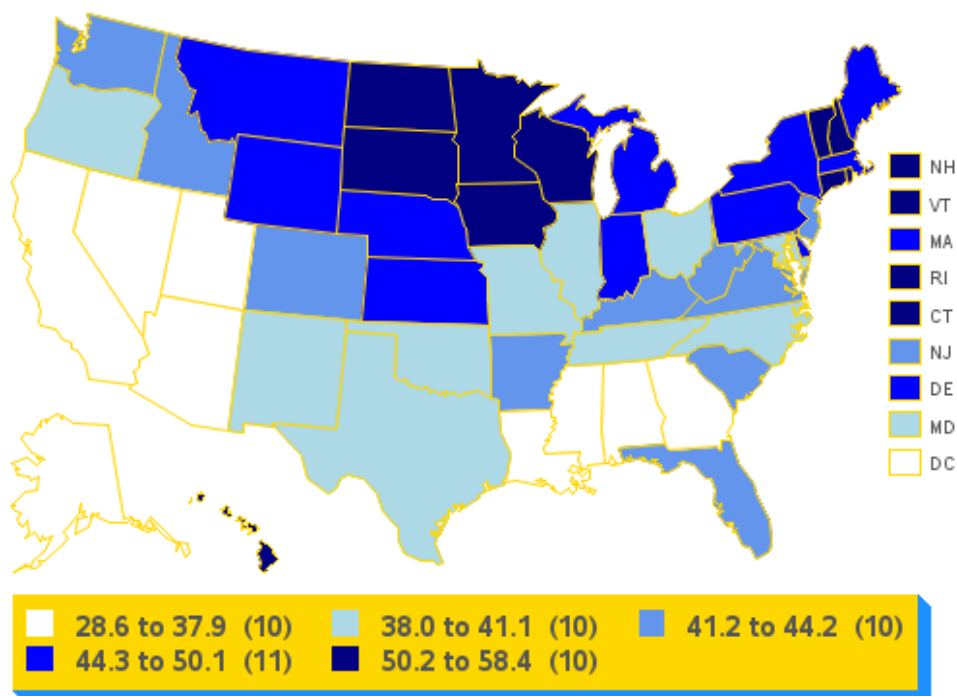 NH
VT
MA
RI
CT
NJ
DE
MD
DC
28.6 to 37.9 (10) 38.0 to 41.1 (10) 41.2 to 44.2 (10)
44.3 to 50.1 (11) 50.2 to 58.4 (10)